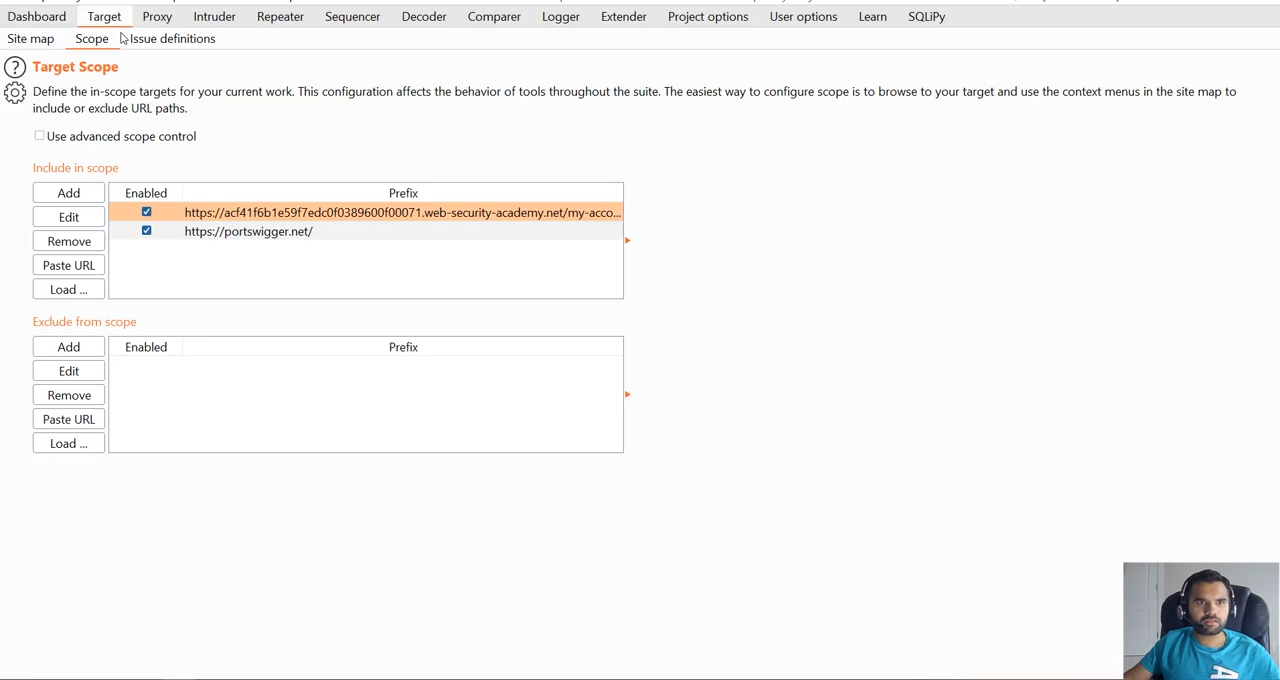 Dashboard Target Proxy Intruder Repeater Sequencer Decoder Comparer Logger Extender Project options User options Learn SQLiPy
Site map Scope Issue definitions
? Target Scope
Define the in-scope targets for your current work. This configuration affects the behavior of tools throughout the suite. The easiest way to configure scope is to browse to your target and use the context menus in the site map to
include or exclude URL paths.
Use advanced scope control
Include in scope
Add Enabled Prefix
https://acf41f6b1e59f7edc0f0389600f00071.web-security-academy.net/my-acco...
Edit
https://portswigger.net/
Remove
Paste URL
Load ...
Exclude from scope
Add Enabled Prefix
Edit
Remove
Paste URL
Load ...